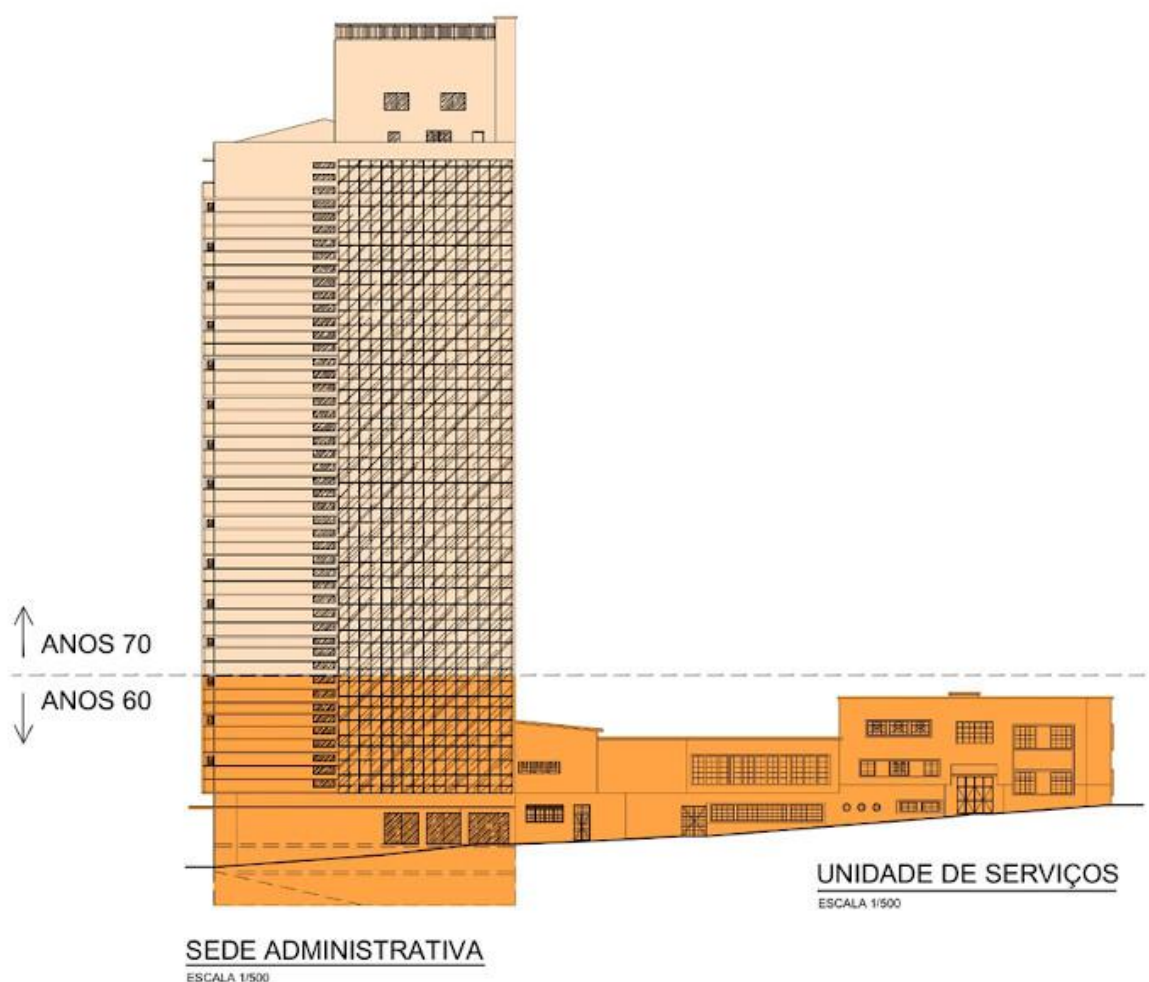 ANOS 70
ANOS 60
UNIDADE DE SERVIÇOS
ESCALA 1/500
SEDE ADMINISTRATIVA
ESCALA 1/500